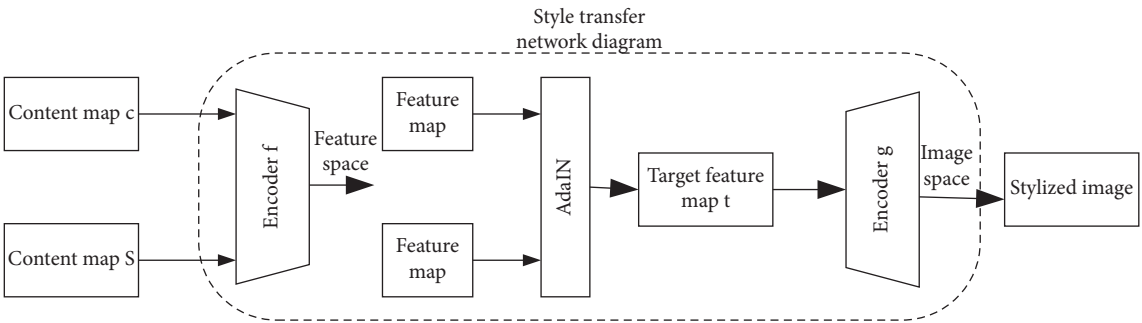 Style transfer
network diagram
Content map c
Content map S
Encoder f
Feature
space
Feature
map
Feature
map
AdaIN
Target feature
map t
Encoder g
Image
space
Stylized image